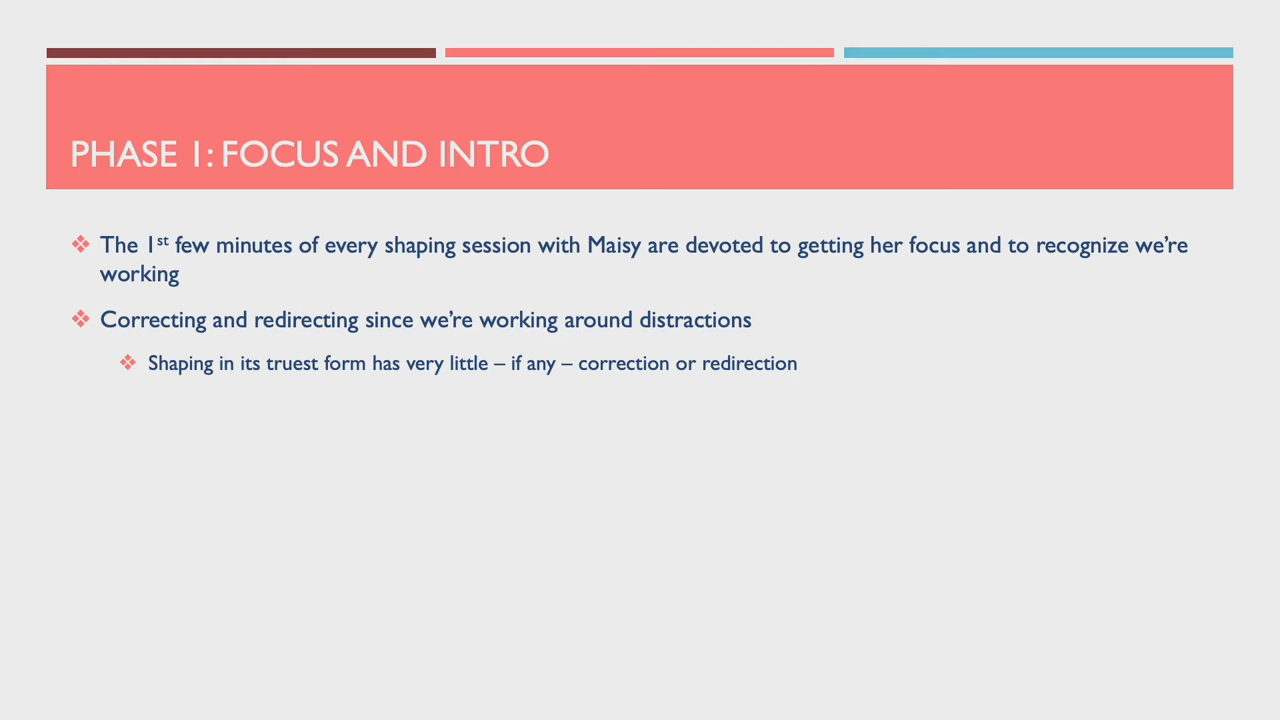 PHASE 1: FOCUS AND INTRO
The 1st few minutes of every shaping session with Maisy are devoted to getting her focus and to recognize we’re
working
Correcting and redirecting since we’re working around distractions
Shaping in its truest form has very little – if any – correction or redirection